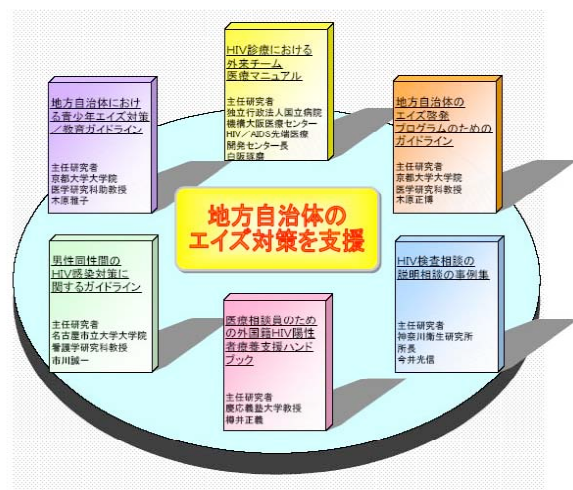 HIV診療における
外来チーム
医療マニュアル
主任研究者
独立行政法人国立病院
機構大阪医療センター
HIV/AIDS先端医療
開発センター長
白阪琢磨
地方自治体におけ
る青少年エイズ対策
/教育ガイドライン
主任研究者
京都大学大学院
医学研究科助教授
木原雅子
地方自治体の
エイズ啓発
プログラムのための
ガイドライン
主任研究者
京都大学大学院
医学研究科教授
木原正博
地方自治体の
エイズ対策を支援
男性同性間の
HIV感染対策に
関するガイドライン
主任研究者
名古屋市立大学大学院
看護学研究科教授
市川誠一
医療相談員のため
の外国籍HIV陽性
者療養支援ハンド
ブック
主任研究者
慶応義塾大学教授
樽井正義
HIV検査相談の
説明相談の事例集
主任研究者
神奈川衛生研究所
所長
今井光信